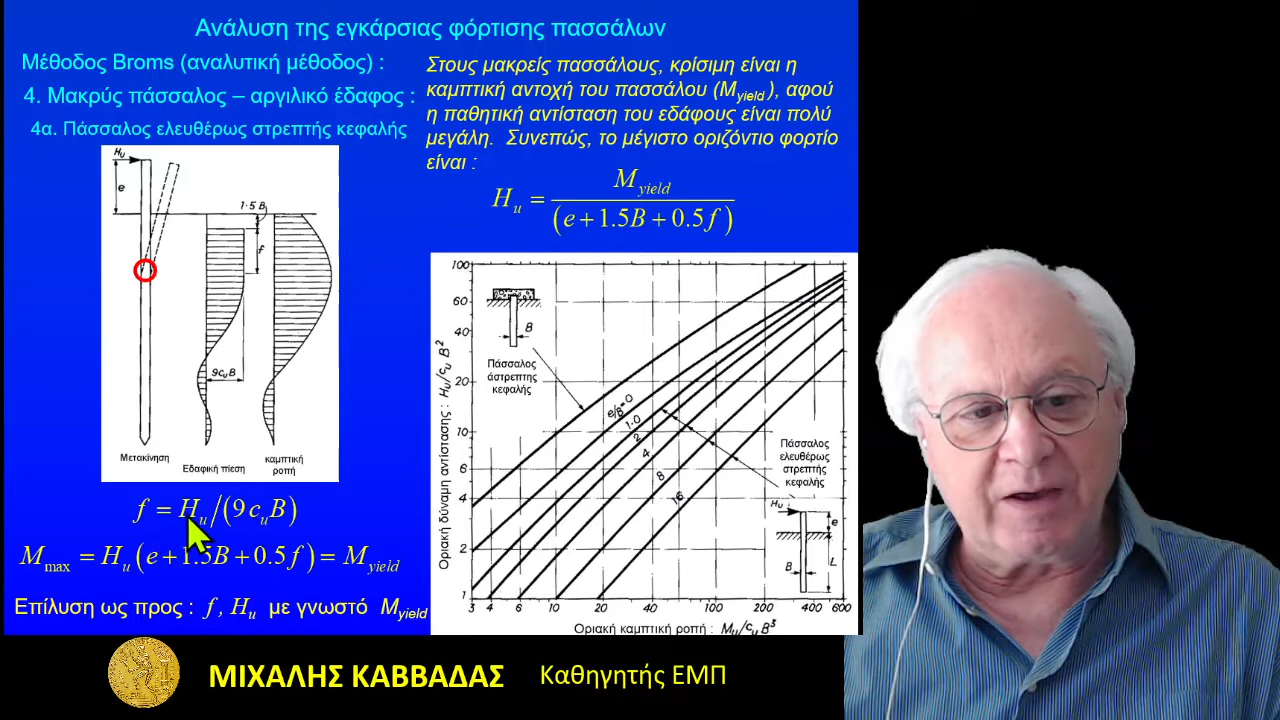 Ανάλυση της εγκάρσιας φόρτισης πασσάλων
Μέθοδος Broms (αναλυτική μέθοδος) :
4. Μακρύς πάσσαλος – αργιλικό έδαφος :
4α. Πάσσαλος ελευθέρως στρεπτής κεφαλής
Hu
e
1·5 B
f
9cuB
Μετακίνηση
Εδαφική πίεση
καμπτική
ροπή
f = Hu/(9cuB)
Mmax = Hu(e+1.5B+0.5f) = Myield
Επίλυση ως προς : f , Hu με γνωστό Myield
Στους μακρείς πασσάλους, κρίσιμη είναι η
καμπτική αντοχή του πασσάλου (Myield), αφού
η παθητική αντίσταση του εδάφους είναι πολύ
μεγάλη. Συνεπώς, το μέγιστο οριζόντιο φορτίο
είναι :
Hu = Myield / (e+1.5B+0.5f)
100
60
40
20
10
6
4
2
1
Οριακή δύναμη αντίστασης : Hu/cu B²
B
Πάσσαλος
άστρεπτης
κεφαλής
e/B=0
1·0
2
4
8
16
Πάσσαλος
ελευθέρως
στρεπτής
κεφαλής
Hu
e
B
L
3 4 6 10 20 40 100 200 400 600
Οριακή καμπτική ροπή : Mu/cu B³
ΜΙΧΑΛΗΣ ΚΑΒΒΑΔΑΣ Καθηγητής ΕΜΠ